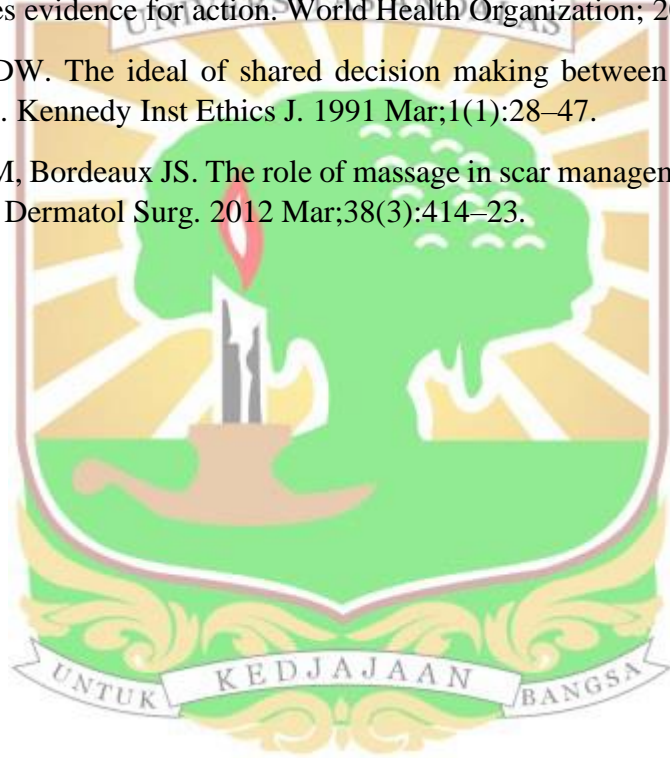 es evidence for action. World Health Organization; 20
UNIVERSITAS ANDALAS
DW. The ideal of shared decision making between
. Kennedy Inst Ethics J. 1991 Mar;1(1):28–47.
M, Bordeaux JS. The role of massage in scar managem
Dermatol Surg. 2012 Mar;38(3):414–23.
UNTUK KEDJAJAAN BANGSA